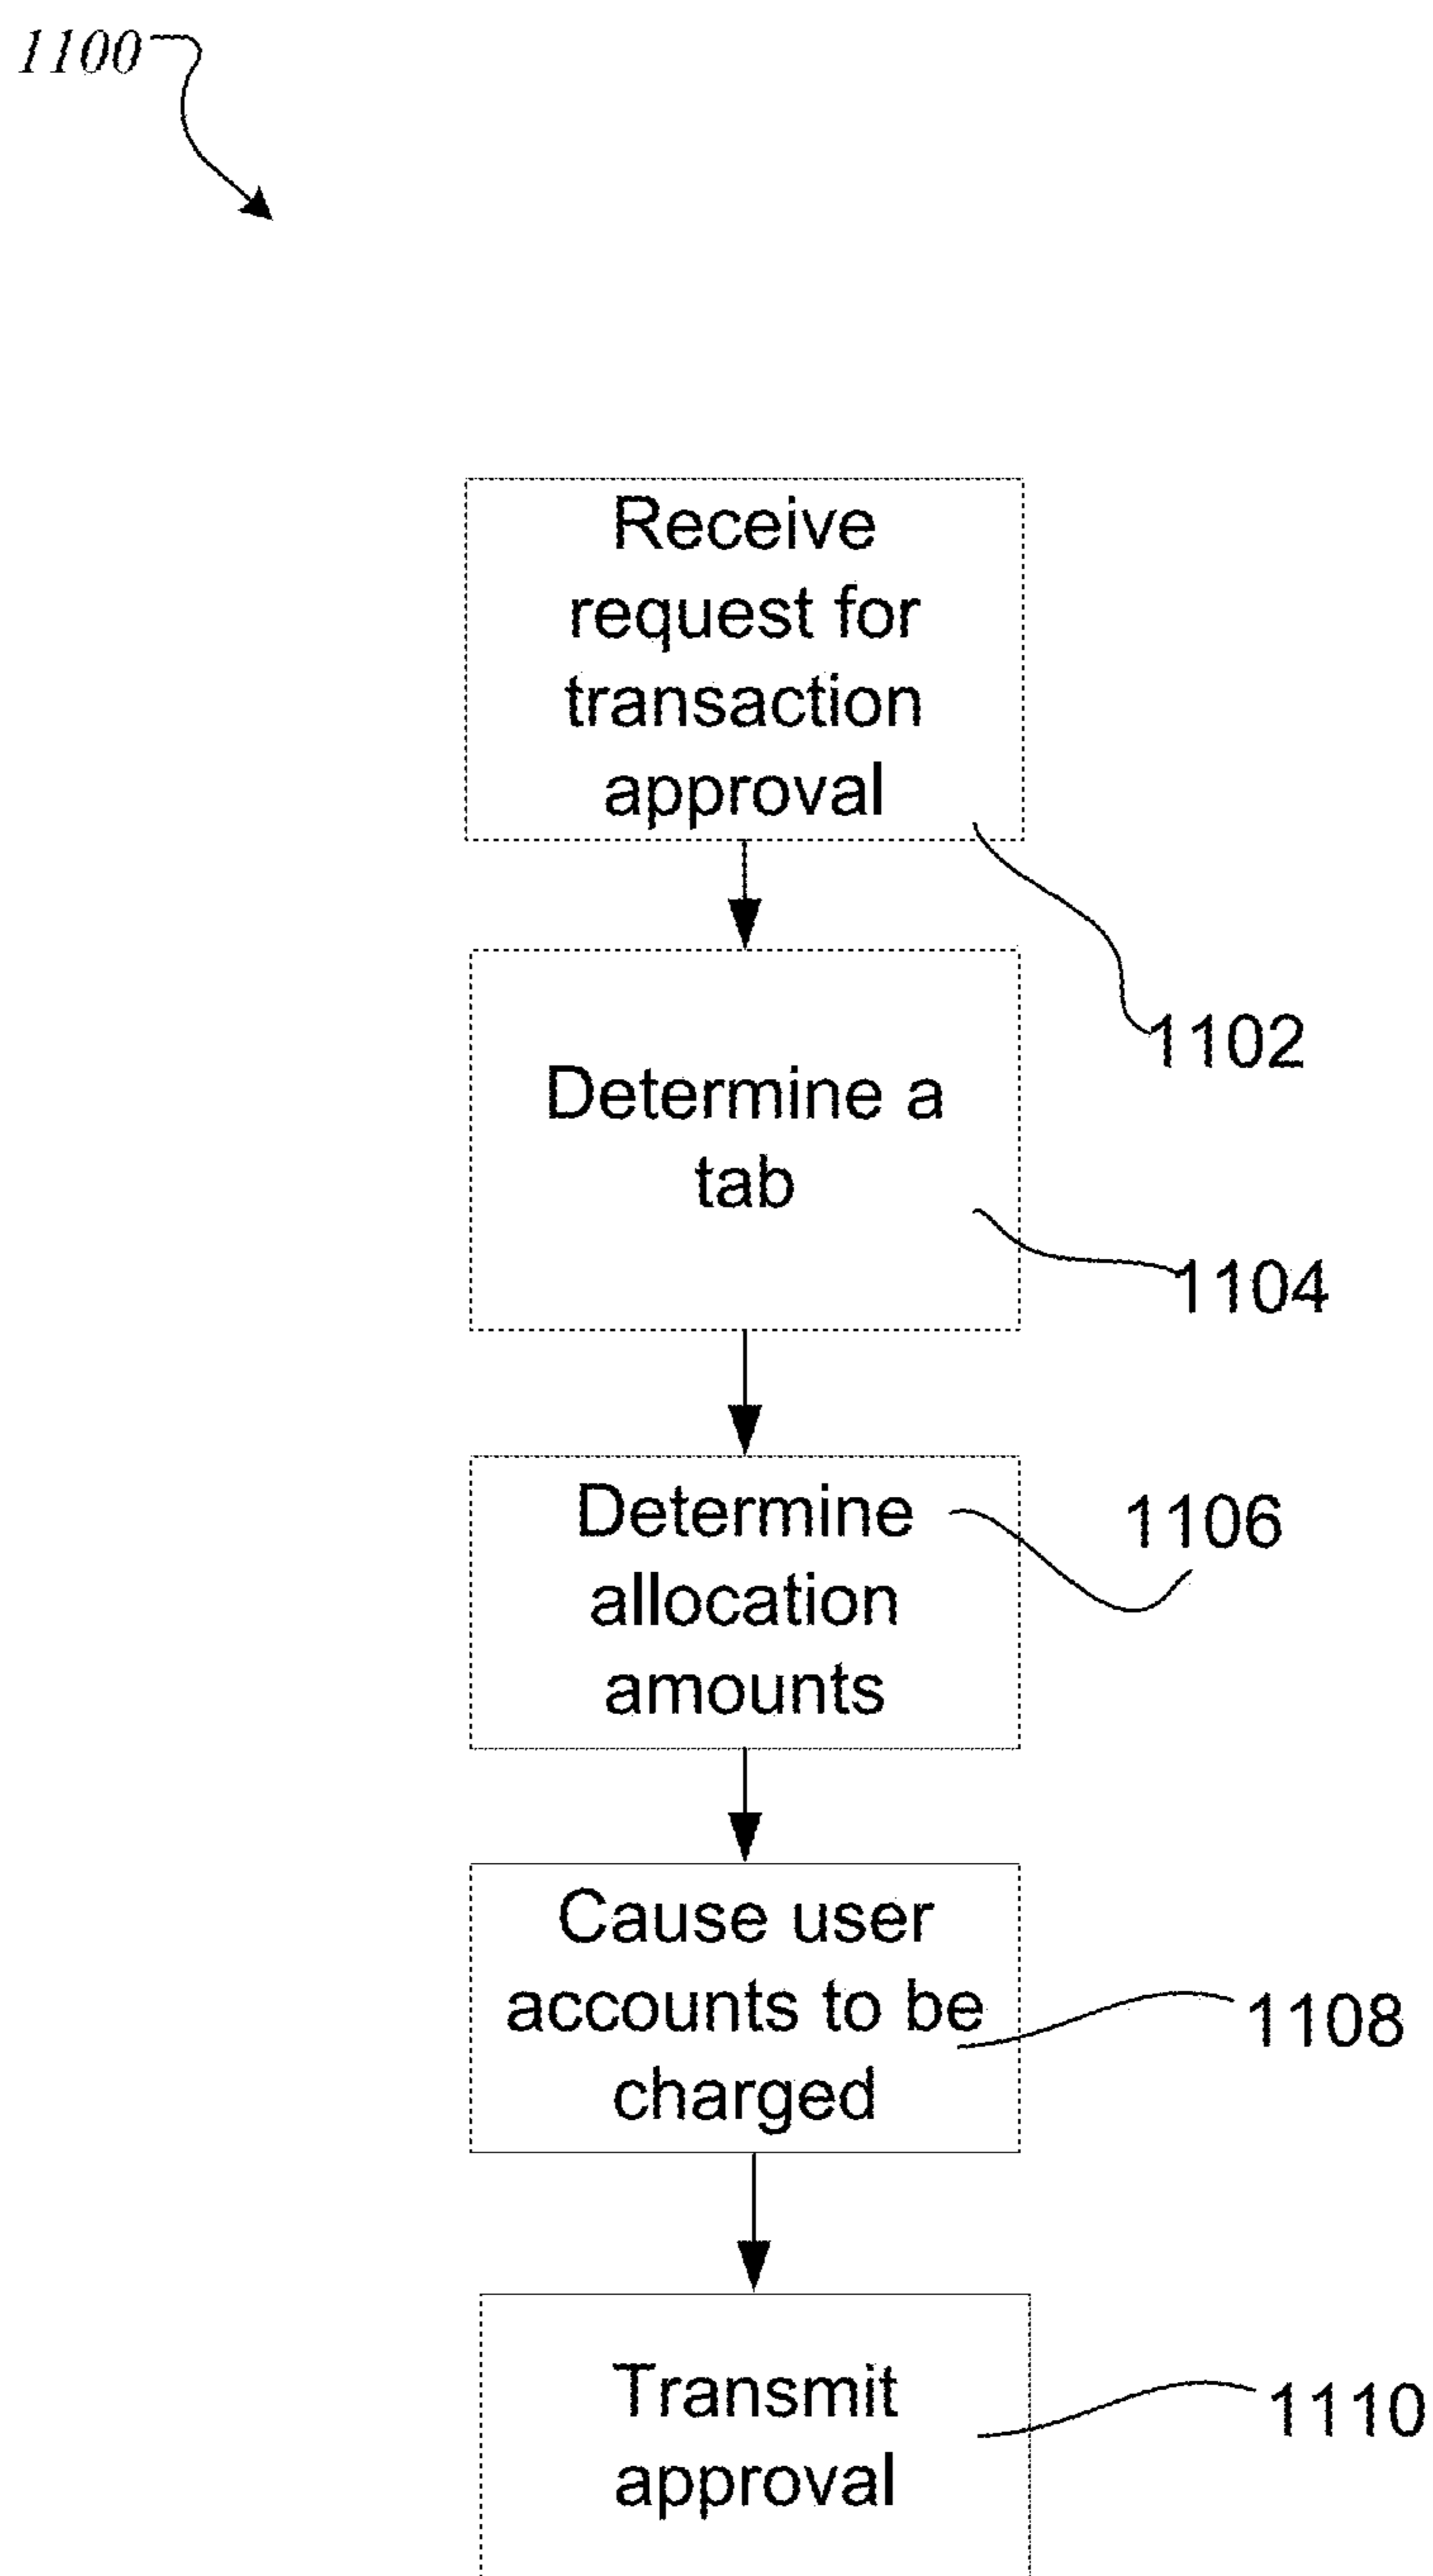 1100
Receive
request for
transaction
approval
1102
Determine a
tab
1104
Determine
allocation
amounts
1106
Cause user
accounts to be
charged
1108
Transmit
approval
1110